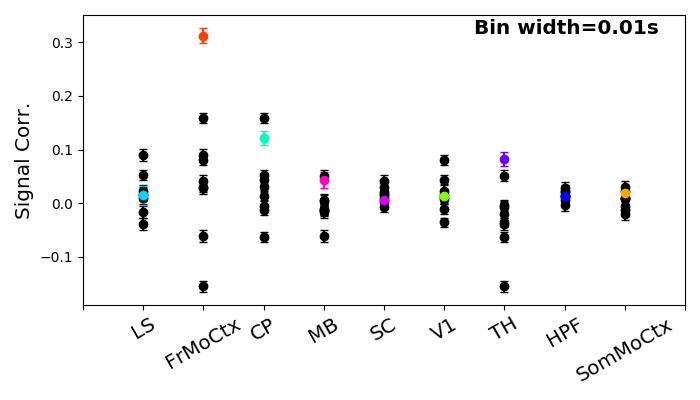 Bin width=0.01s
Signal Corr.
0.3
0.2
0.1
0.0
−0.1
LS
FrMoCtx
CP
MB
SC
V1
TH
HPF
SomMoCtx